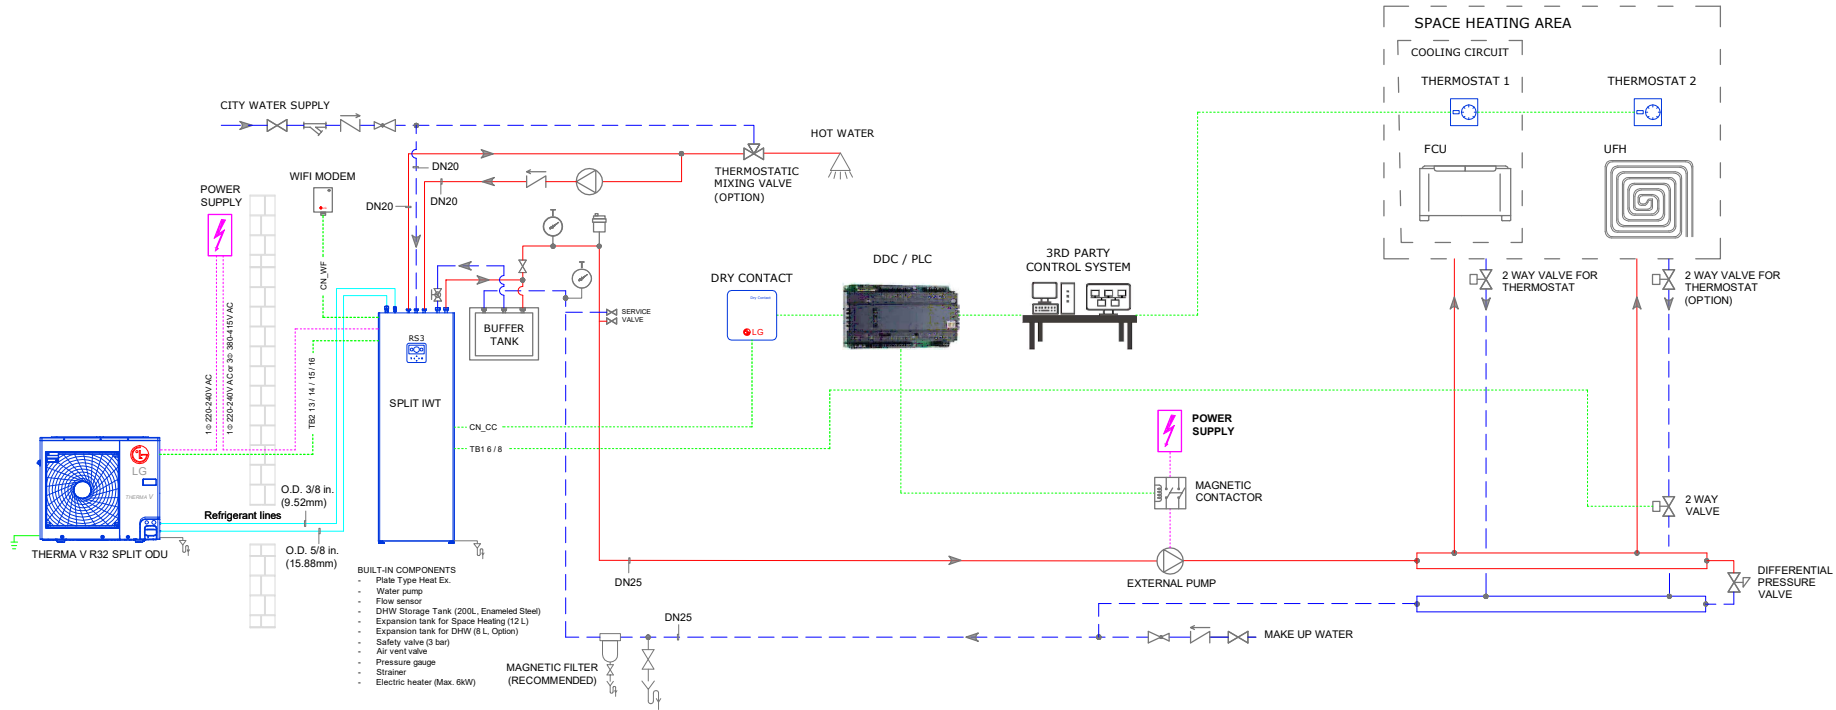 SPACE HEATING AREA
COOLING CIRCUIT
THERMOSTAT 1
THERMOSTAT 2
CITY WATER SUPPLY
HOT WATER
DN20
THERMOSTATIC
MIXING VALVE
(OPTION)
FCU
UFH
WIFI MODEM
POWER
SUPPLY
DN20
DN20
CN_WF
1Φ 220-240V AC
1Φ 220-240V AC or 3Φ 380-415V AC
TB2 13 / 14 / 15 / 16
DRY CONTACT
DDC / PLC
3RD PARTY
CONTROL SYSTEM
2 WAY VALVE FOR
THERMOSTAT
2 WAY VALVE FOR
THERMOSTAT
(OPTION)
Dry Contact
LG
SERVICE
VALVE
BUFFER
TANK
RS3
SPLIT IWT
CN_CC
TB1 6 / 8
POWER
SUPPLY
MAGNETIC
CONTACTOR
2 WAY
VALVE
LG
THERMA V
O.D. 3/8 in.
(9.52mm)
Refrigerant lines
O.D. 5/8 in.
(15.88mm)
THERMA V R32 SPLIT ODU
BUILT-IN COMPONENTS
- Plate Type Heat Ex.
- Water pump
- Flow sensor
- DHW Storage Tank (200L, Enameled Steel)
- Expansion tank for Space Heating (12 L)
- Expansion tank for DHW (8 L, Option)
- Safety valve (3 bar)
- Air vent valve
- Pressure gauge
- Strainer
- Electric heater (Max. 6kW)
DN25
EXTERNAL PUMP
DIFFERENTIAL
PRESSURE
VALVE
DN25
MAKE UP WATER
MAGNETIC FILTER
(RECOMMENDED)